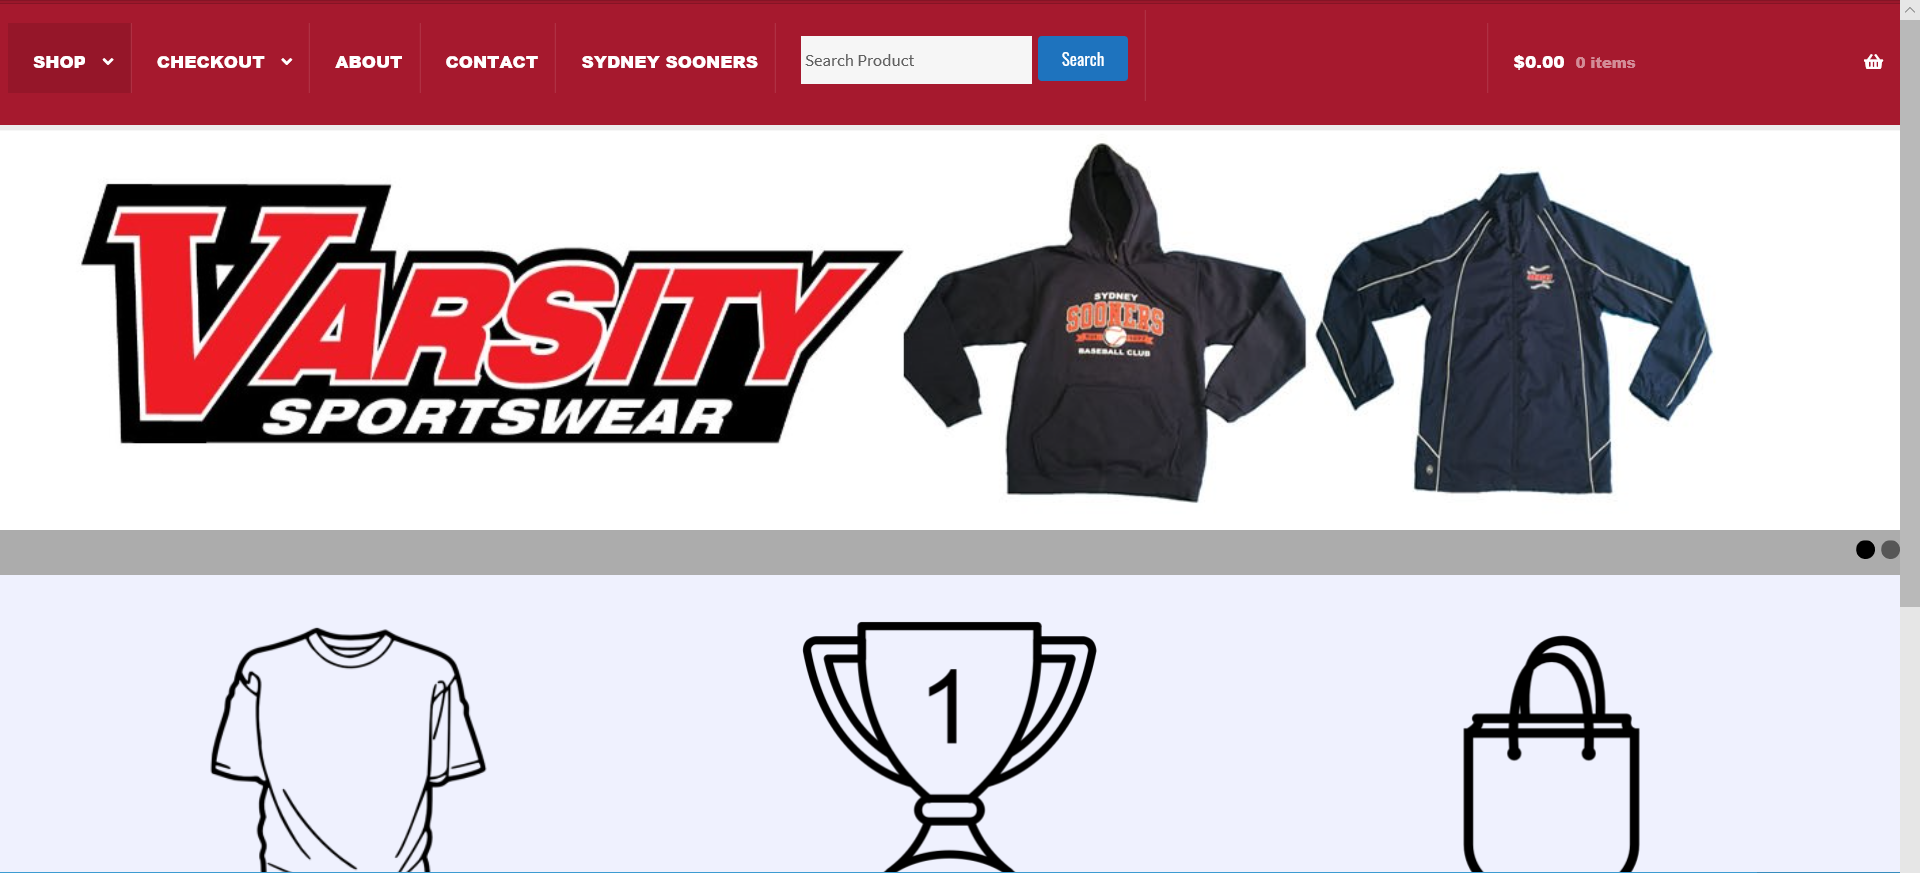 SHOP CHECKOUT ABOUT CONTACT SYDNEY SOONERS Search Product Search $0.00 0 items
VARSITY
SPORTSWEAR
SYDNEY
SOONERS
BASEBALL CLUB
1